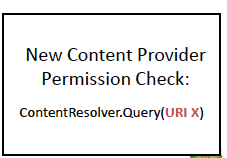 New Content Provider
Permission Check:
ContentResolver.Query(URI X)